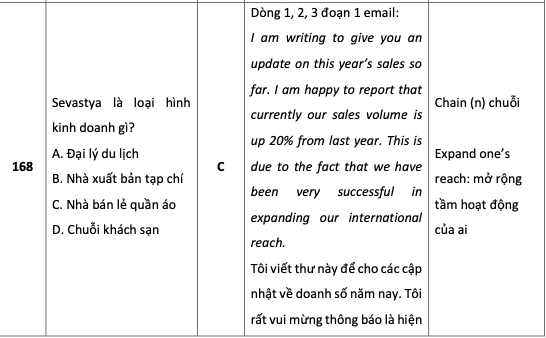 168
Sevastya là loại hình
kinh doanh gì?
A. Đại lý du lịch
B. Nhà xuất bản tạp chí
C. Nhà bán lẻ quần áo
D. Chuỗi khách sạn
C
Dòng 1, 2, 3 đoạn 1 email:
I am writing to give you an
update on this year's sales so
far. I am happy to report that
currently our sales volume is
up 20% from last year. This is
due to the fact that we have
been very successful in
expanding our international
reach.
Tôi viết thư này để cho các cập
nhật về doanh số năm nay. Tôi
rất vui mừng thông báo là hiện
Chain (n) chuỗi
Expand one's
reach: mở rộng
tầm hoạt động
của ai